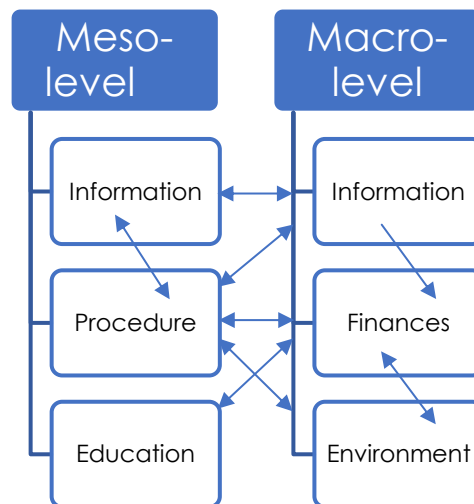 Meso-
level
Macro-
level
Information
Information
Procedure
Finances
Education
Environment